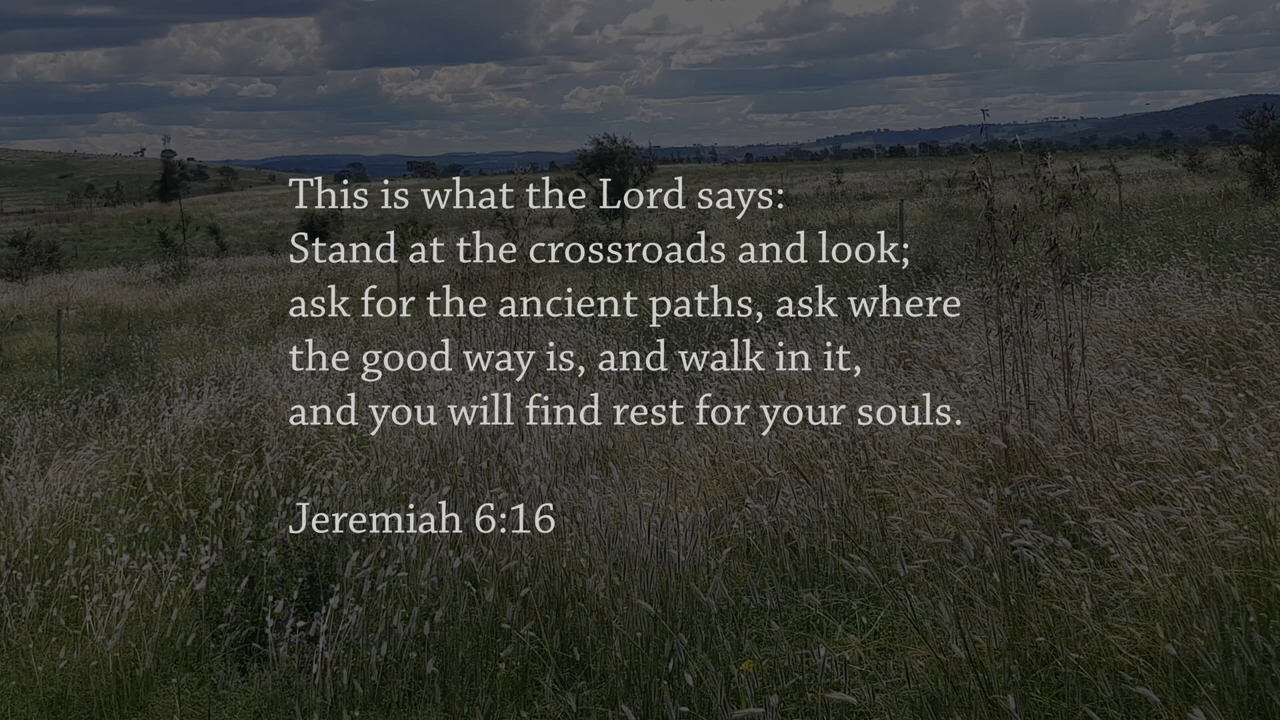 This is what the Lord says:
Stand at the crossroads and look;
ask for the ancient paths, ask where
the good way is, and walk in it,
and you will find rest for your souls.
Jeremiah 6:16